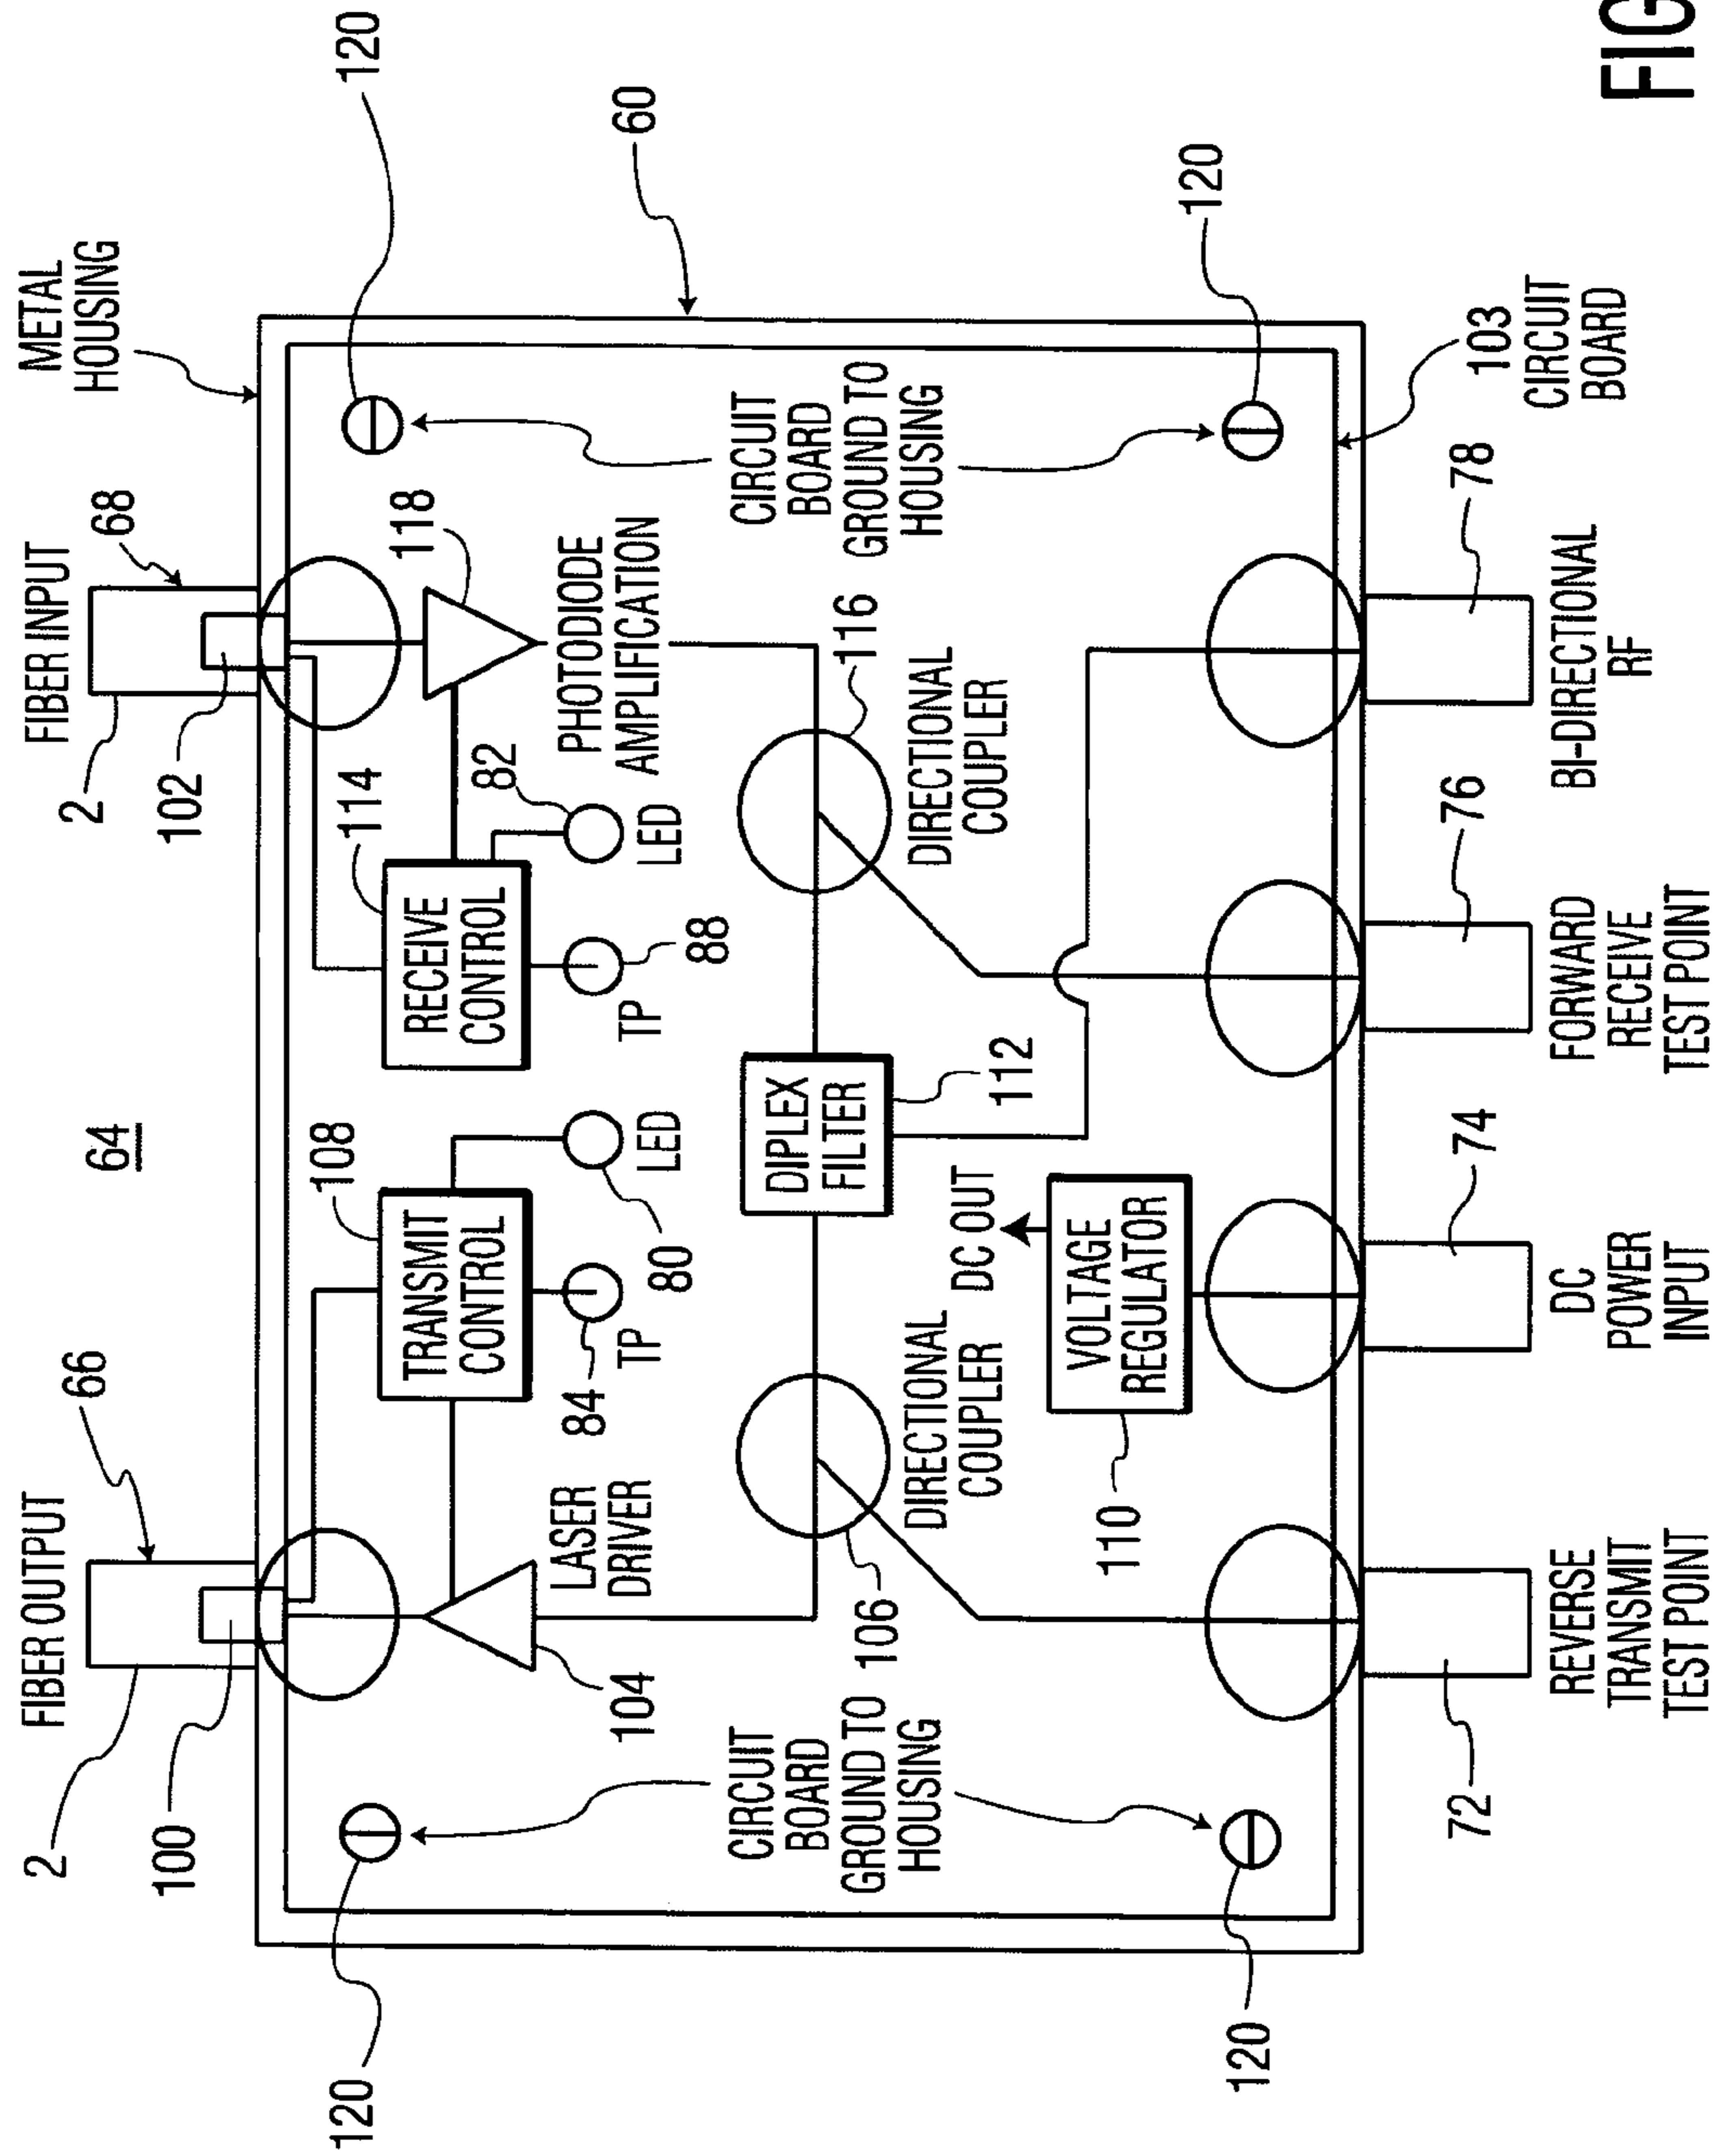 FIBER OUTPUT
66
2
100
64
FIBER INPUT
68
2
102
METAL
HOUSING
120
120
60
108
TRANSMIT
CONTROL
84
TP
80
LED
114
RECEIVE
CONTROL
88
TP
82
LED
118
PHOTODIODE
AMPLIFICATION
LASER
DRIVER
104
CIRCUIT
BOARD
GROUND TO
HOUSING
CIRCUIT
BOARD
GROUND TO
HOUSING
106
DIRECTIONAL
COUPLER
DIPLEX
FILTER
112
116
DIRECTIONAL
COUPLER
DC OUT
VOLTAGE
REGULATOR
110
120
120
72
REVERSE
TRANSMIT
TEST POINT
74
DC
POWER
INPUT
76
FORWARD
RECEIVE
TEST POINT
78
BI-DIRECTIONAL
RF
103
CIRCUIT
BOARD
FIG